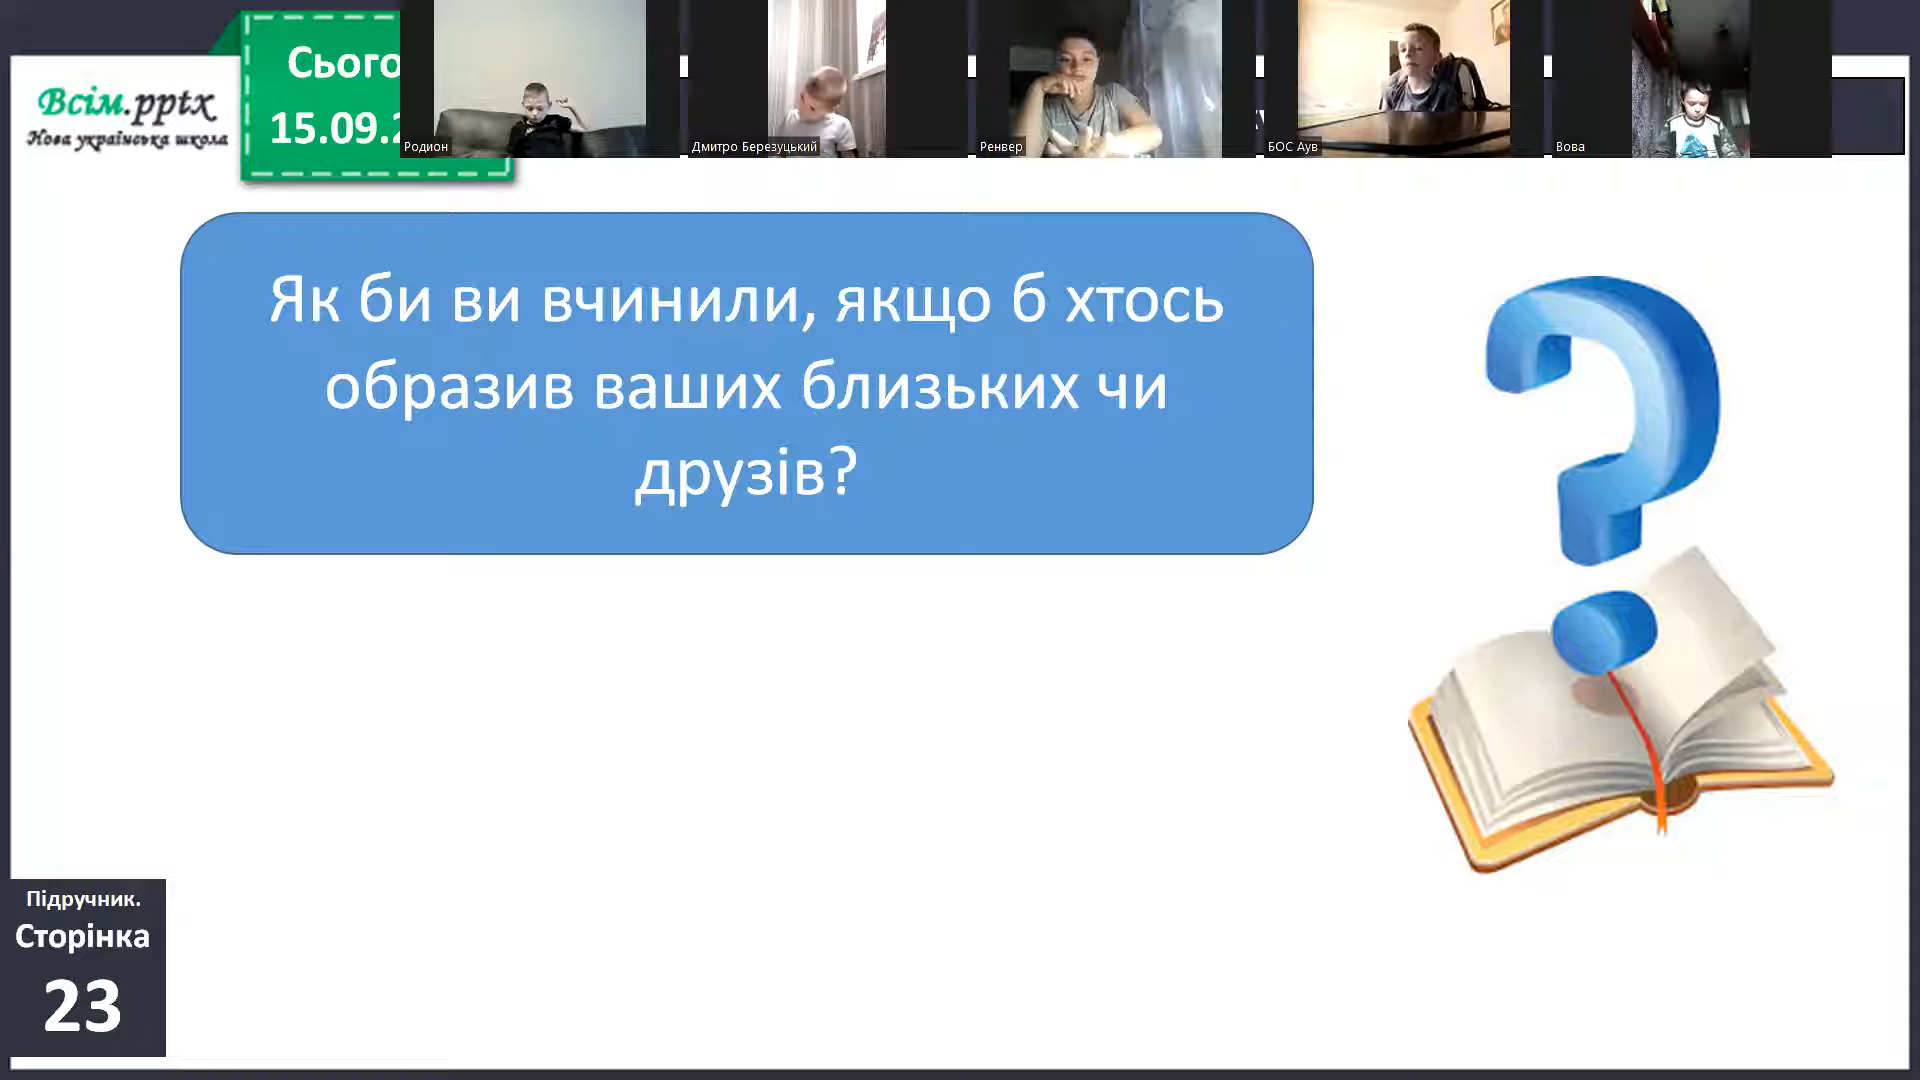 Всім.pptx
Нова українська школа
Сього
15.09.
Родион
Дмитро Березуцький
Ренвер
БОС Аув
Вова
Як би ви вчинили, якщо б хтось
образив ваших близьких чи
друзів?
Підручник.
Сторінка
23